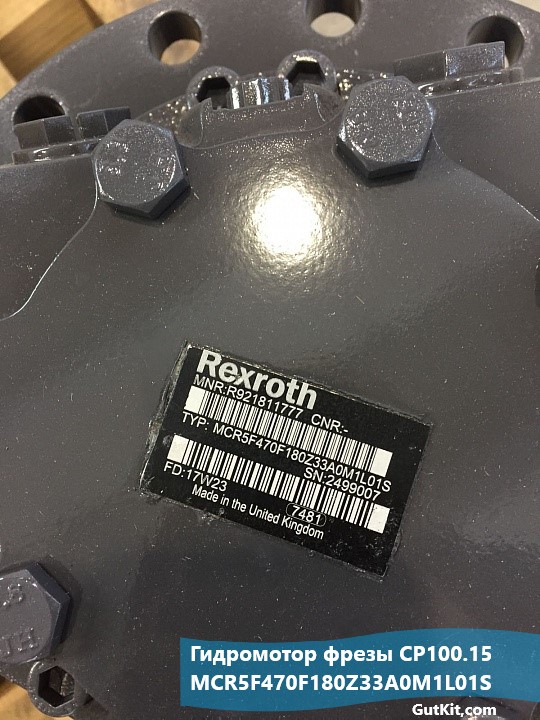 Rexroth
MNR:R921811777 CNR:-
TYP: MCR5F470F180Z33A0M1L01S
SN:2499007
FD:17W23
7481
Made in the United Kingdom
Гидромотор фрезы CP100.15
MCR5F470F180Z33A0M1L01S
GutKit.com